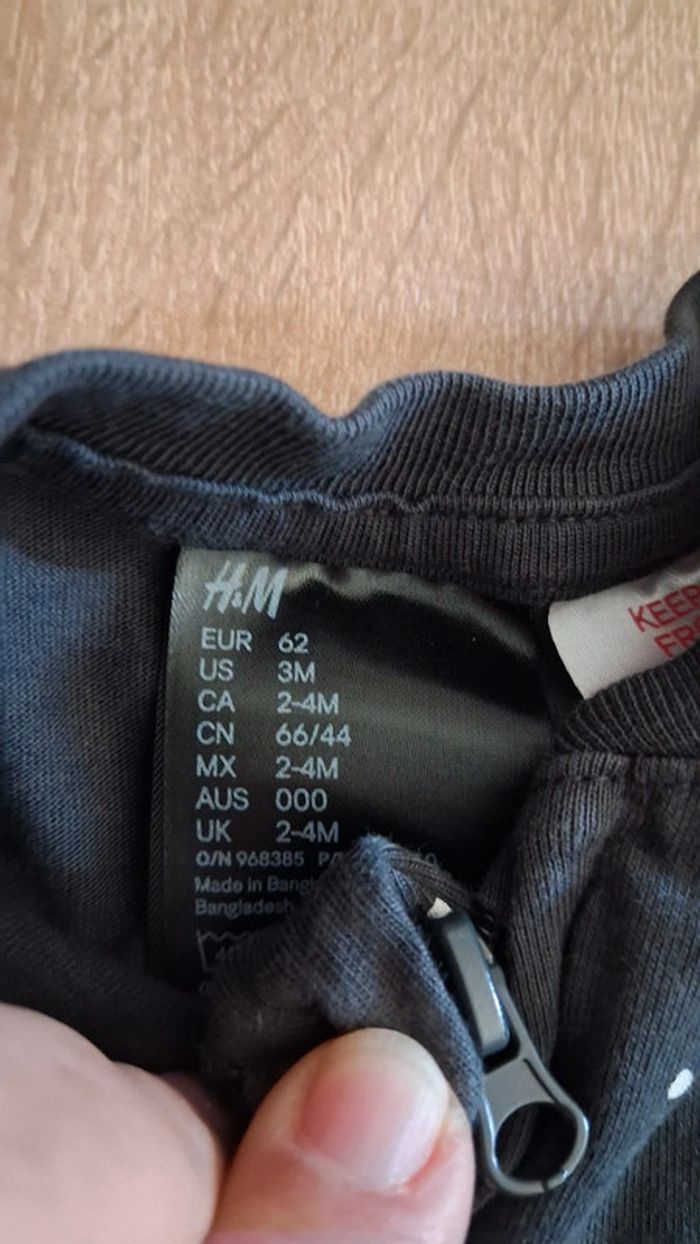 H&M
EUR 62
US 3M
CA 2-4M
CN 66/44
MX 2-4M
AUS 000
UK 2-4M
O/N 968385
Made in
Bangladesh
KEEP